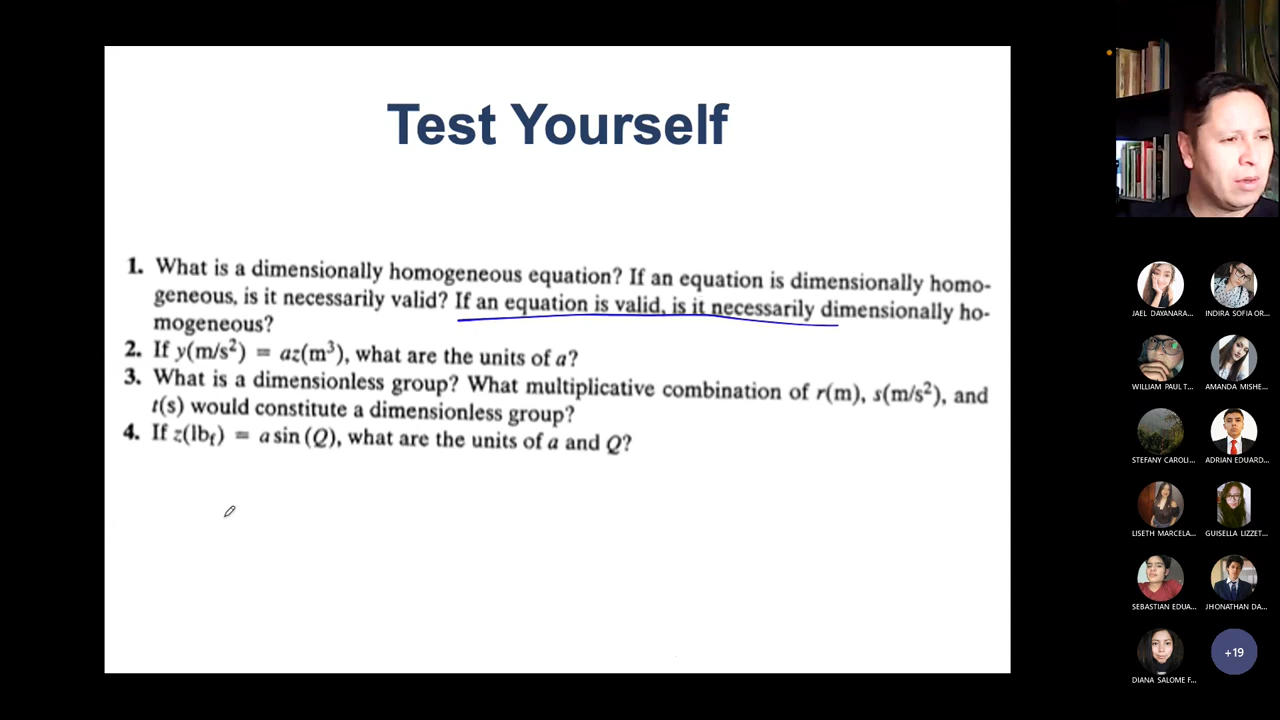 Test Yourself
1. What is a dimensionally homogeneous equation? If an equation is dimensionally homo-
geneous, is it necessarily valid? If an equation is valid, is it necessarily dimensionally ho-
mogeneous?
2. If y(m/s²) = az(m³), what are the units of a?
3. What is a dimensionless group? What multiplicative combination of r(m), s(m/s²), and
t(s) would constitute a dimensionless group?
4. If z(lbf) = a sin (Q), what are the units of a and Q?
JAEL DAYANARA...
INDIRA SOFIA OR...
WILLIAM PAUL T...
AMANDA MISHE...
STEFANY CAROLI...
ADRIAN EDUARD...
LISETH MARCELA...
GUISELLA LIZZET...
SEBASTIAN EDUA...
JHONATHAN DA...
DIANA SALOME F...
+19